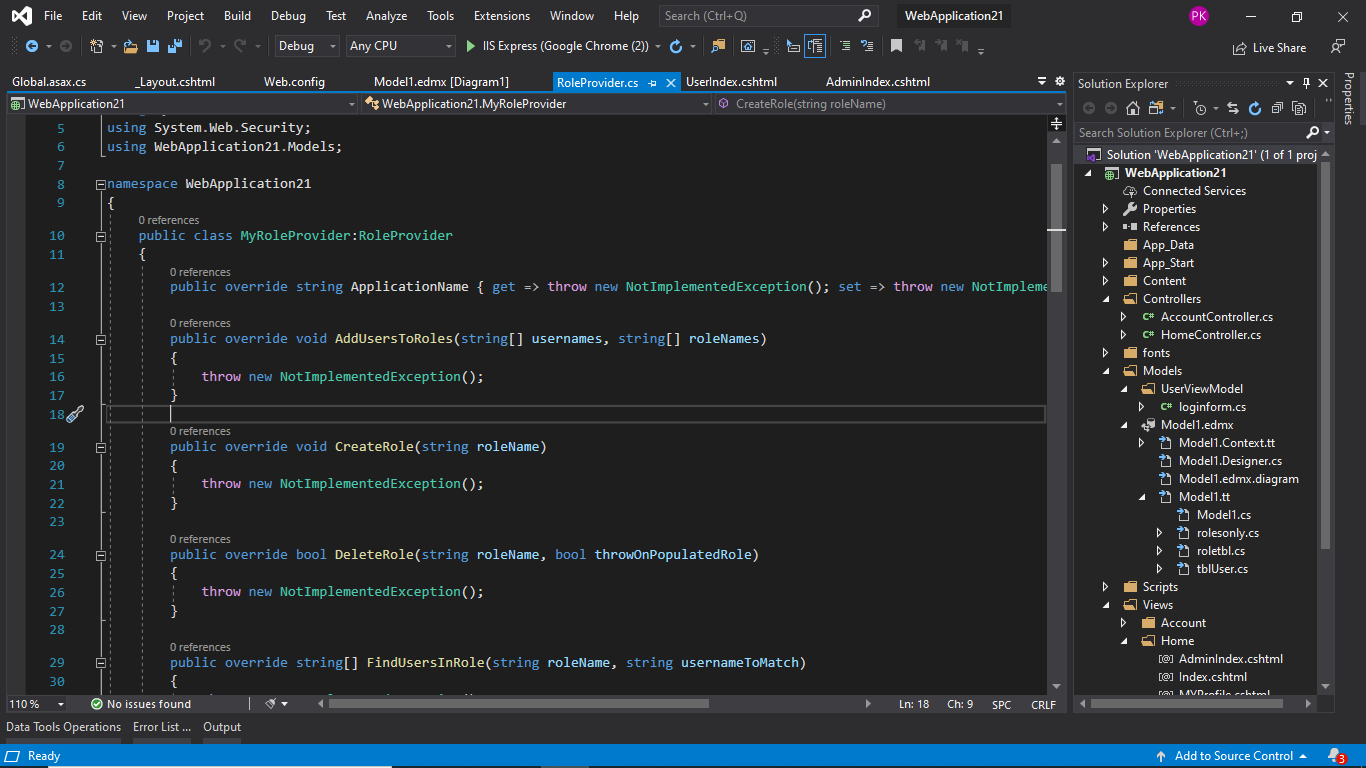 File Edit View Project Build Debug Test Analyze Tools Extensions Window Help Search (Ctrl+Q) WebApplication21 PK
Debug Any CPU IIS Express (Google Chrome (2)) Live Share
Global.asax.cs _Layout.cshtml Web.config Model1.edmx [Diagram1] RoleProvider.cs UserIndex.cshtml AdminIndex.cshtml
WebApplication21 WebApplication21.MyRoleProvider CreateRole(string roleName)
5 using System.Web.Security;
6 using WebApplication21.Models;
7
8 namespace WebApplication21
9 {
0 references
10 public class MyRoleProvider:RoleProvider
11 {
0 references
12 public override string ApplicationName { get => throw new NotImplementedException(); set => throw new NotImpleme
13
0 references
14 public override void AddUsersToRoles(string[] usernames, string[] roleNames)
15 {
16 throw new NotImplementedException();
17 }
18
0 references
19 public override void CreateRole(string roleName)
20 {
21 throw new NotImplementedException();
22 }
23
0 references
24 public override bool DeleteRole(string roleName, bool throwOnPopulatedRole)
25 {
26 throw new NotImplementedException();
27 }
28
0 references
29 public override string[] FindUsersInRole(string roleName, string usernameToMatch)
30 {
110 % No issues found Ln: 18 Ch: 9 SPC CRLF
Solution Explorer
Search Solution Explorer (Ctrl+;)
Solution 'WebApplication21' (1 of 1 proj
WebApplication21
Connected Services
Properties
References
App_Data
App_Start
Content
Controllers
C# AccountController.cs
C# HomeController.cs
fonts
Models
UserViewModel
C# loginform.cs
Model1.edmx
Model1.Context.tt
Model1.Designer.cs
Model1.edmx.diagram
Model1.tt
Model1.cs
rolesonly.cs
roletbl.cs
tblUser.cs
Scripts
Views
Account
Home
[@] AdminIndex.cshtml
[@] Index.cshtml
[@] MYProfile.cshtml
Properties
Data Tools Operations Error List ... Output
Ready Add to Source Control 3